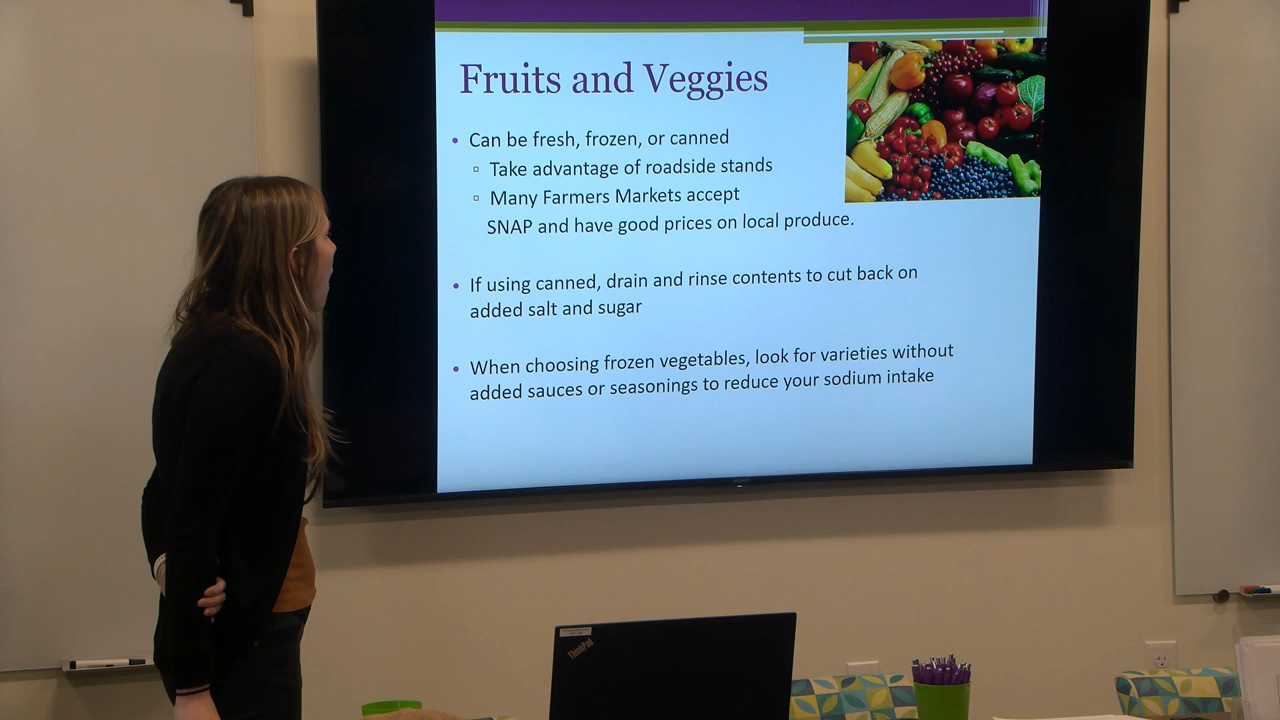 Fruits and Veggies
• Can be fresh, frozen, or canned
▫ Take advantage of roadside stands
▫ Many Farmers Markets accept
SNAP and have good prices on local produce.
• If using canned, drain and rinse contents to cut back on
added salt and sugar
• When choosing frozen vegetables, look for varieties without
added sauces or seasonings to reduce your sodium intake
SONY
ThinkPad